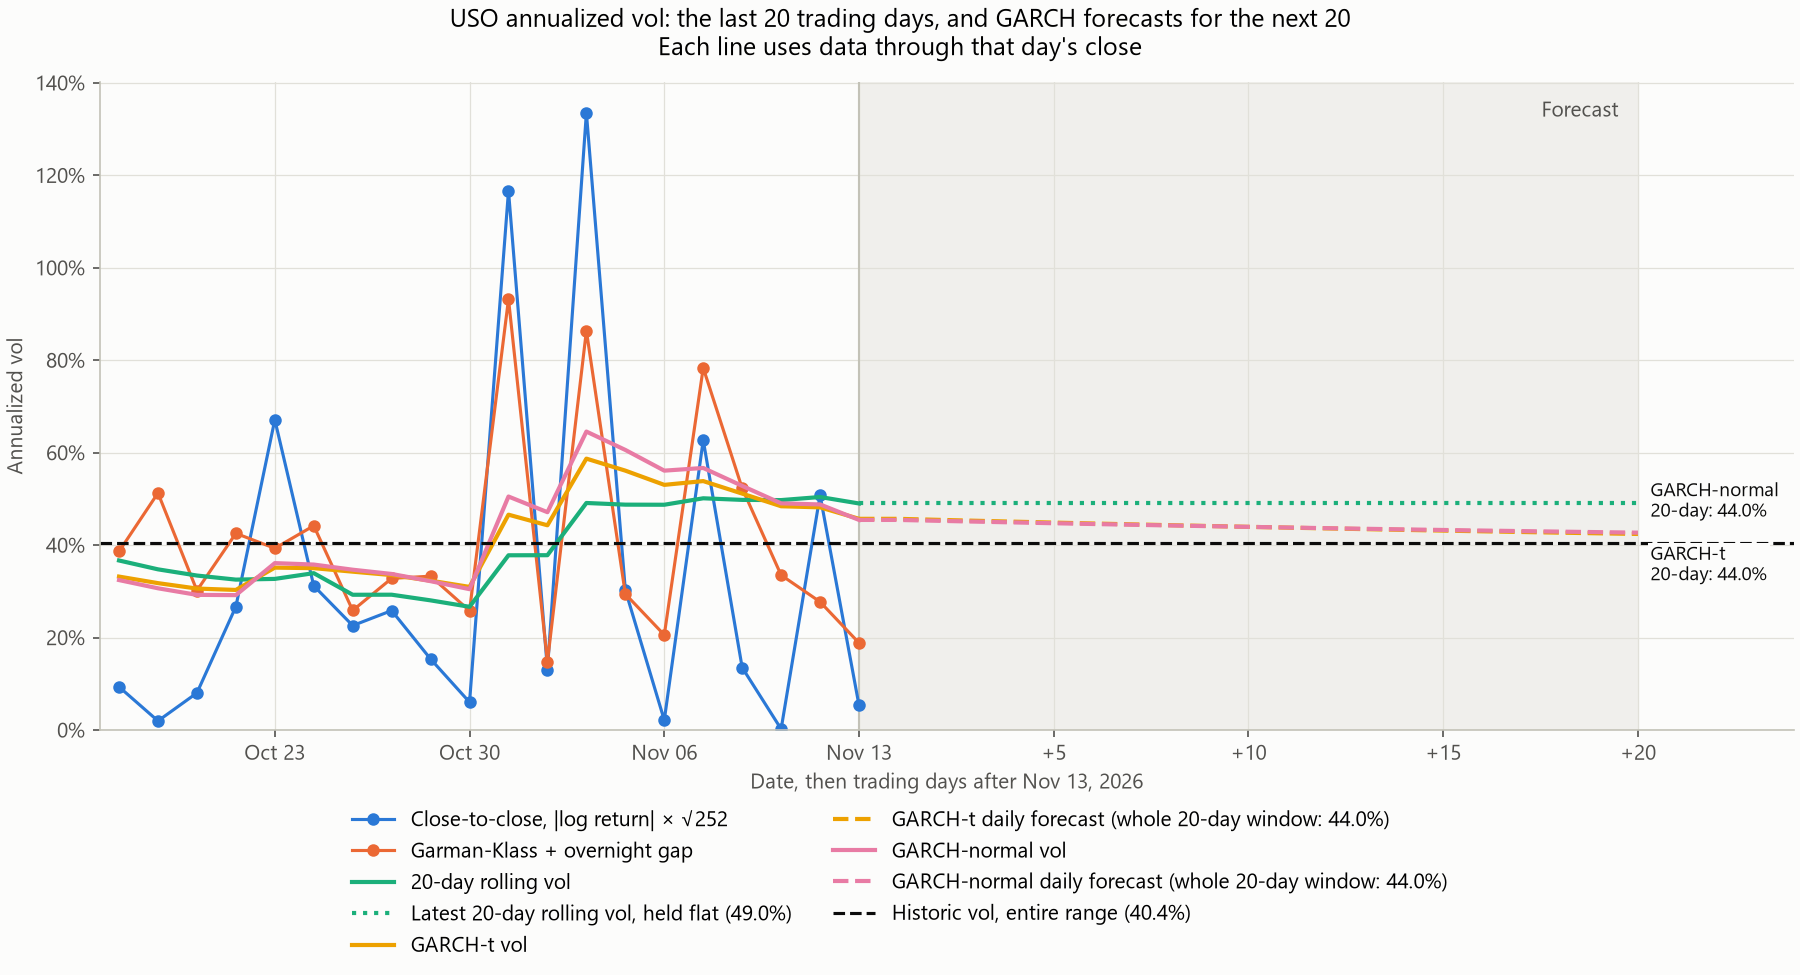 USO annualized vol: the last 20 trading days, and GARCH forecasts for the next 20
Each line uses data through that day's close
140%
120%
100%
80%
60%
40%
20%
0%
Annualized vol
Forecast
GARCH-normal
20-day: 44.0%
GARCH-t
20-day: 44.0%
Oct 23
Oct 30
Nov 06
Nov 13
+5
+10
+15
+20
Date, then trading days after Nov 13, 2026
Close-to-close, |log return| × √252
Garman-Klass + overnight gap
20-day rolling vol
Latest 20-day rolling vol, held flat (49.0%)
GARCH-t vol
GARCH-t daily forecast (whole 20-day window: 44.0%)
GARCH-normal vol
GARCH-normal daily forecast (whole 20-day window: 44.0%)
Historic vol, entire range (40.4%)